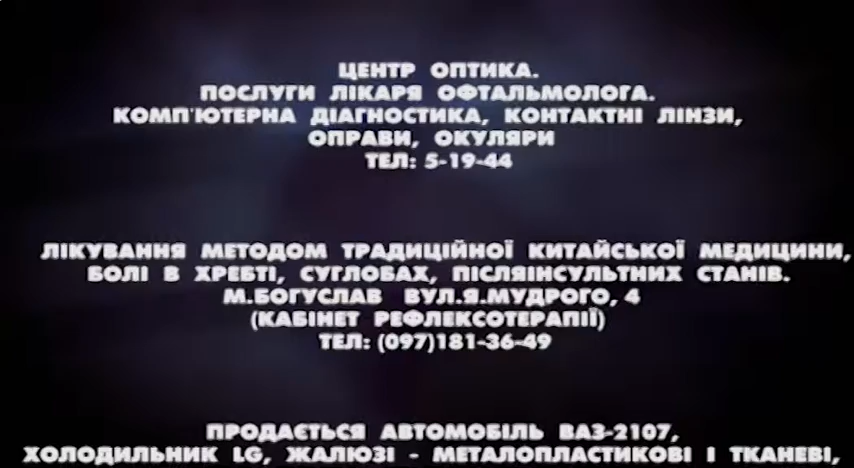 ЦЕНТР ОПТИКА.
ПОСЛУГИ ЛІКАРЯ ОФТАЛЬМОЛОГА.
КОМП'ЮТЕРНА ДІАГНОСТИКА, КОНТАКТНІ ЛІНЗИ,
ОПРАВИ, ОКУЛЯРИ
ТЕЛ: 5-19-44
ЛІКУВАННЯ МЕТОДОМ ТРАДИЦІЙНОЇ КИТАЙСЬКОЇ МЕДИЦИНИ,
БОЛІ В ХРЕБТІ, СУГЛОБАХ, ПІСЛЯІНСУЛЬТНИХ СТАНІВ.
М.БОГУСЛАВ ВУЛ.Я.МУДРОГО, 4
(КАБІНЕТ РЕФЛЕКСОТЕРАПІЇ)
ТЕЛ: (097)181-36-49
ПРОДАЄТЬСЯ АВТОМОБІЛЬ ВАЗ-2107,
ХОЛОДИЛЬНИК LG, ЖАЛЮЗІ - МЕТАЛОПЛАСТИКОВІ І ТКАНЕВІ,